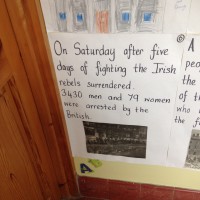 On Saturday after five
days of fighting the Irish
rebels surrendered.
3430 men and 79 women
were arrested by the
British.
A
peo
the
of t
who
the f
A